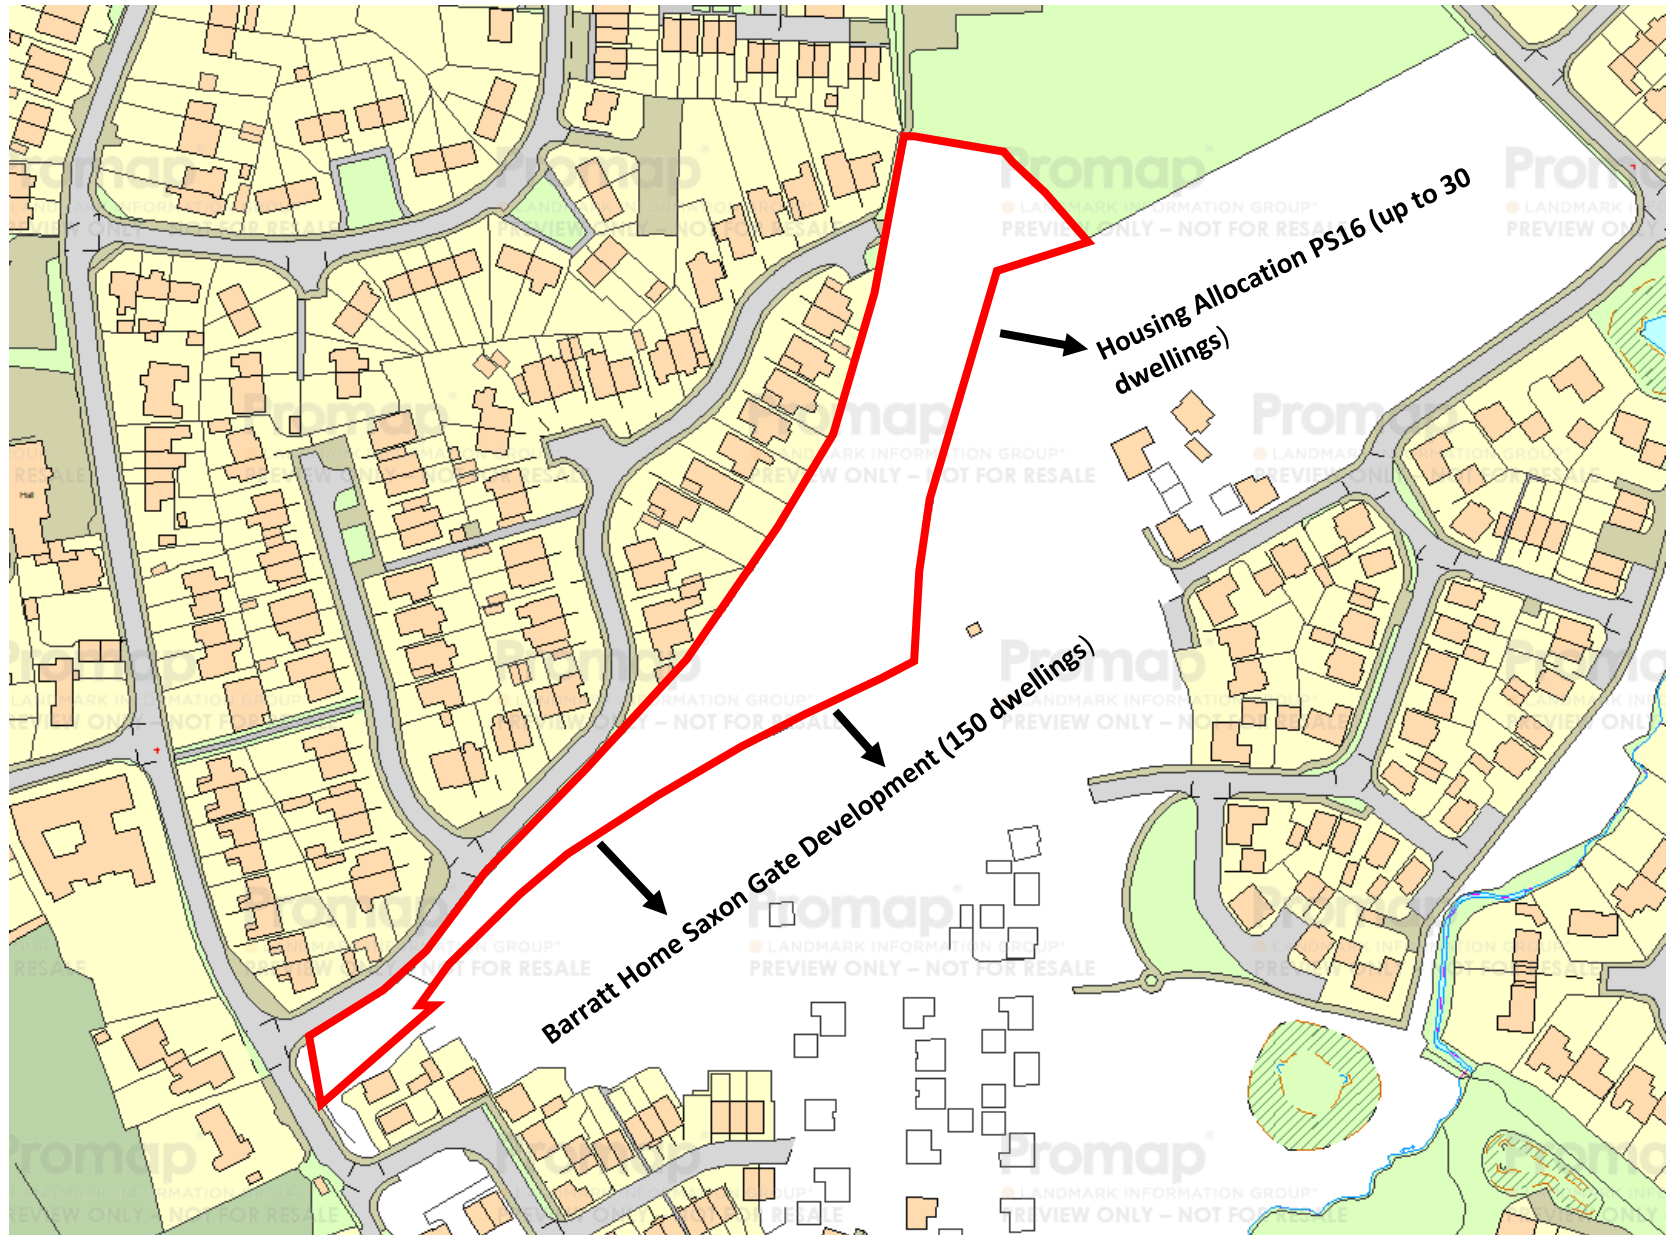 Promap
LANDMARK INFORMATION GROUP
PREVIEW ONLY – NOT FOR RESALE
Housing Allocation PS16 (up to 30
dwellings)
Hall
Barratt Home Saxon Gate Development (150 dwellings)